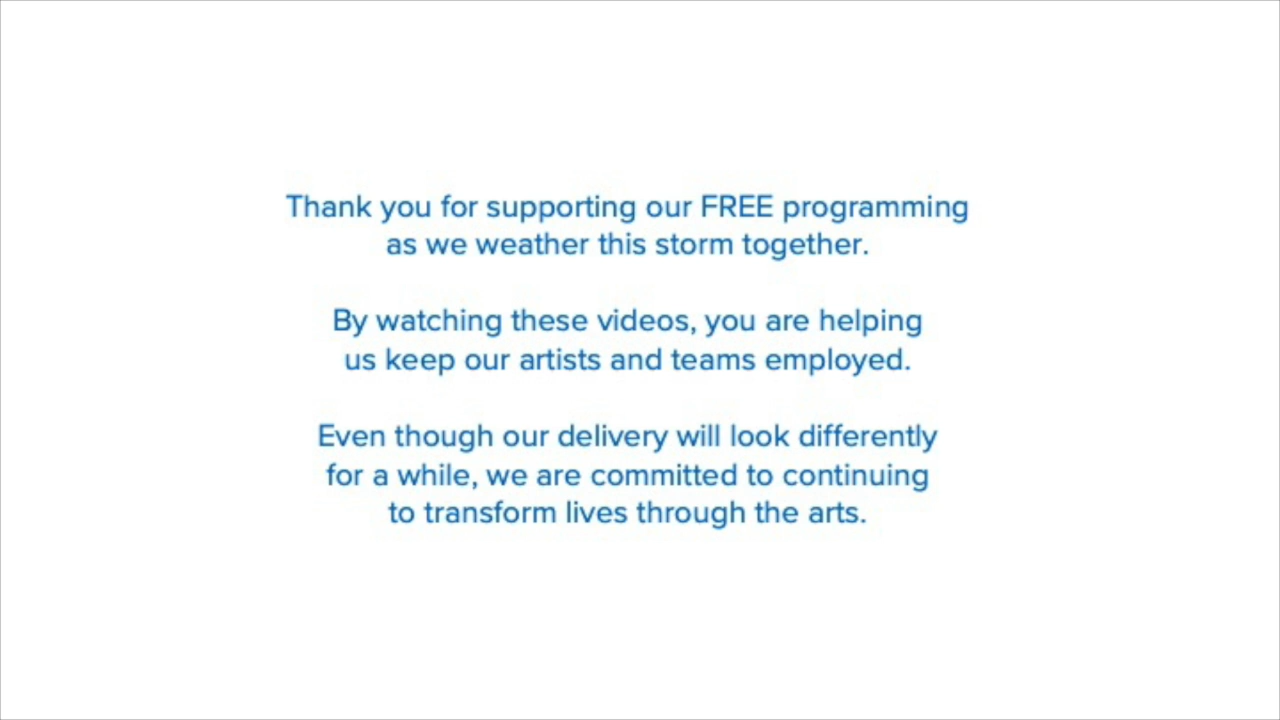 Thank you for supporting our FREE programming
as we weather this storm together.
By watching these videos, you are helping
us keep our artists and teams employed.
Even though our delivery will look differently
for a while, we are committed to continuing
to transform lives through the arts.